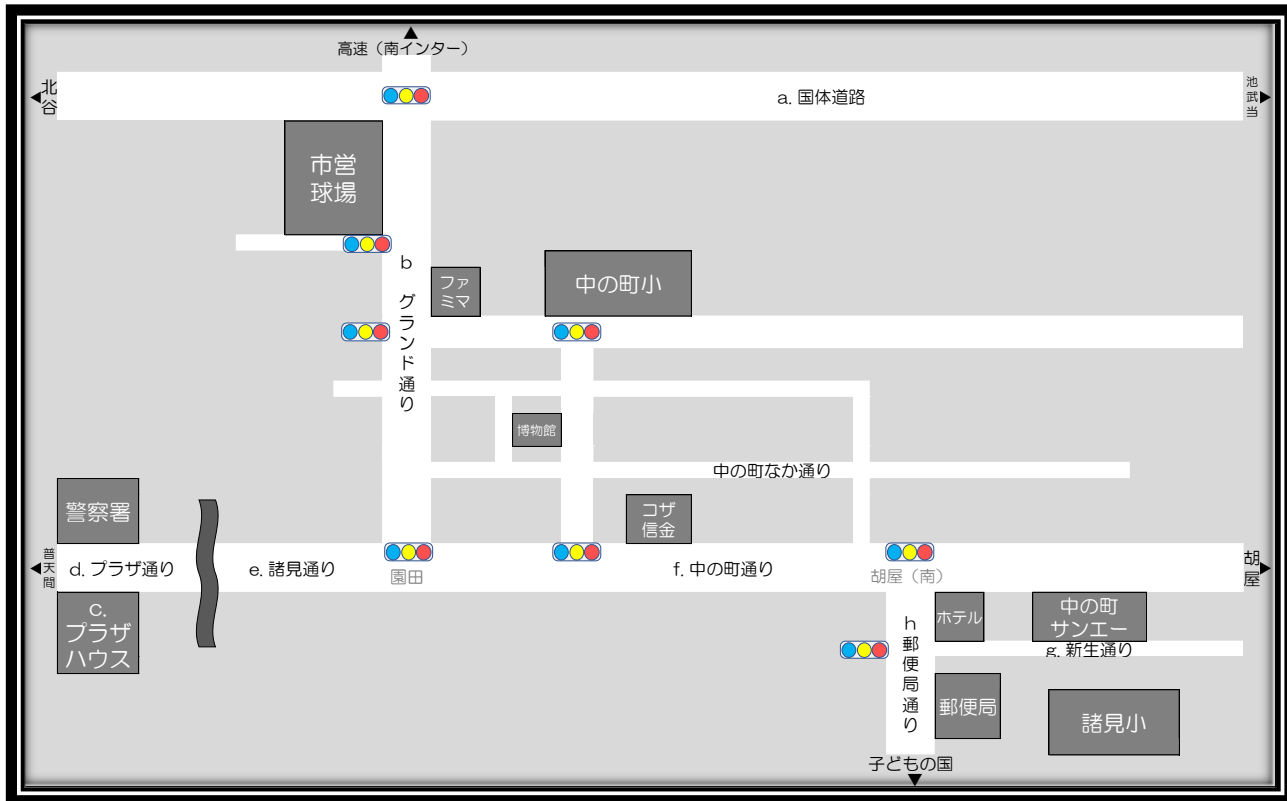 高速（南インター）
北谷
a. 国体道路
池武当
市営
球場
b グランド通り
ファ
ミマ
中の町小
博物館
中の町なか通り
警察署
コザ
信金
普天間
d. プラザ通り
e. 諸見通り
園田
f. 中の町通り
胡屋（南）
胡屋
c.
プラザ
ハウス
h 郵便局通り
ホテル
中の町
サンエー
g. 新生通り
郵便局
諸見小
子どもの国